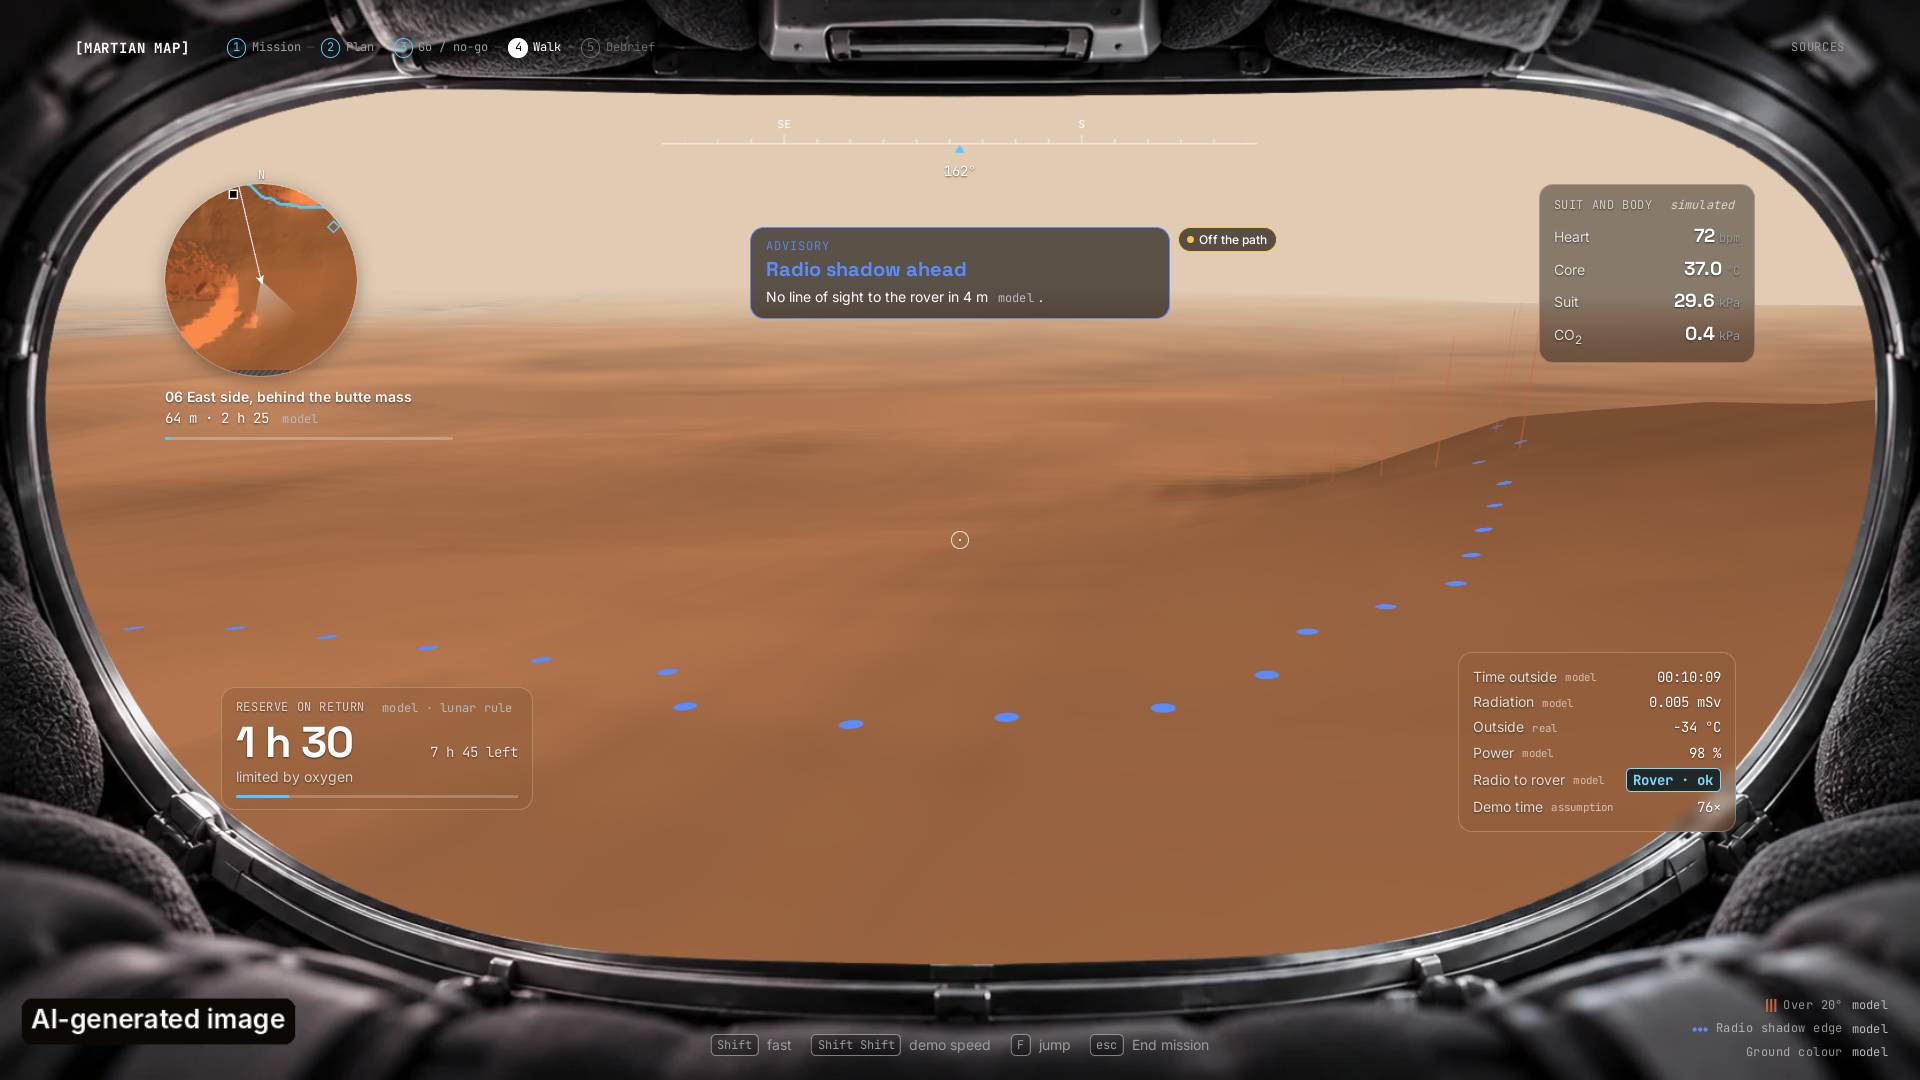 [MARTIAN MAP] 1 Mission 2 Plan 3 Go / no-go 4 Walk 5 Debrief SOURCES
SE S
162°
N
06 East side, behind the butte mass
64 m · 2 h 25 model
ADVISORY
Radio shadow ahead
No line of sight to the rover in 4 m model .
Off the path
SUIT AND BODY simulated
Heart 72 bpm
Core 37.0 °C
Suit 29.6 kPa
CO2 0.4 kPa
RESERVE ON RETURN model · lunar rule
1 h 30 7 h 45 left
limited by oxygen
Time outside model 00:10:09
Radiation model 0.005 mSv
Outside real -34 °C
Power model 98 %
Radio to rover model Rover · ok
Demo time assumption 76×
AI-generated image
Shift fast Shift Shift demo speed F jump esc End mission
Over 20° model
Radio shadow edge model
Ground colour model